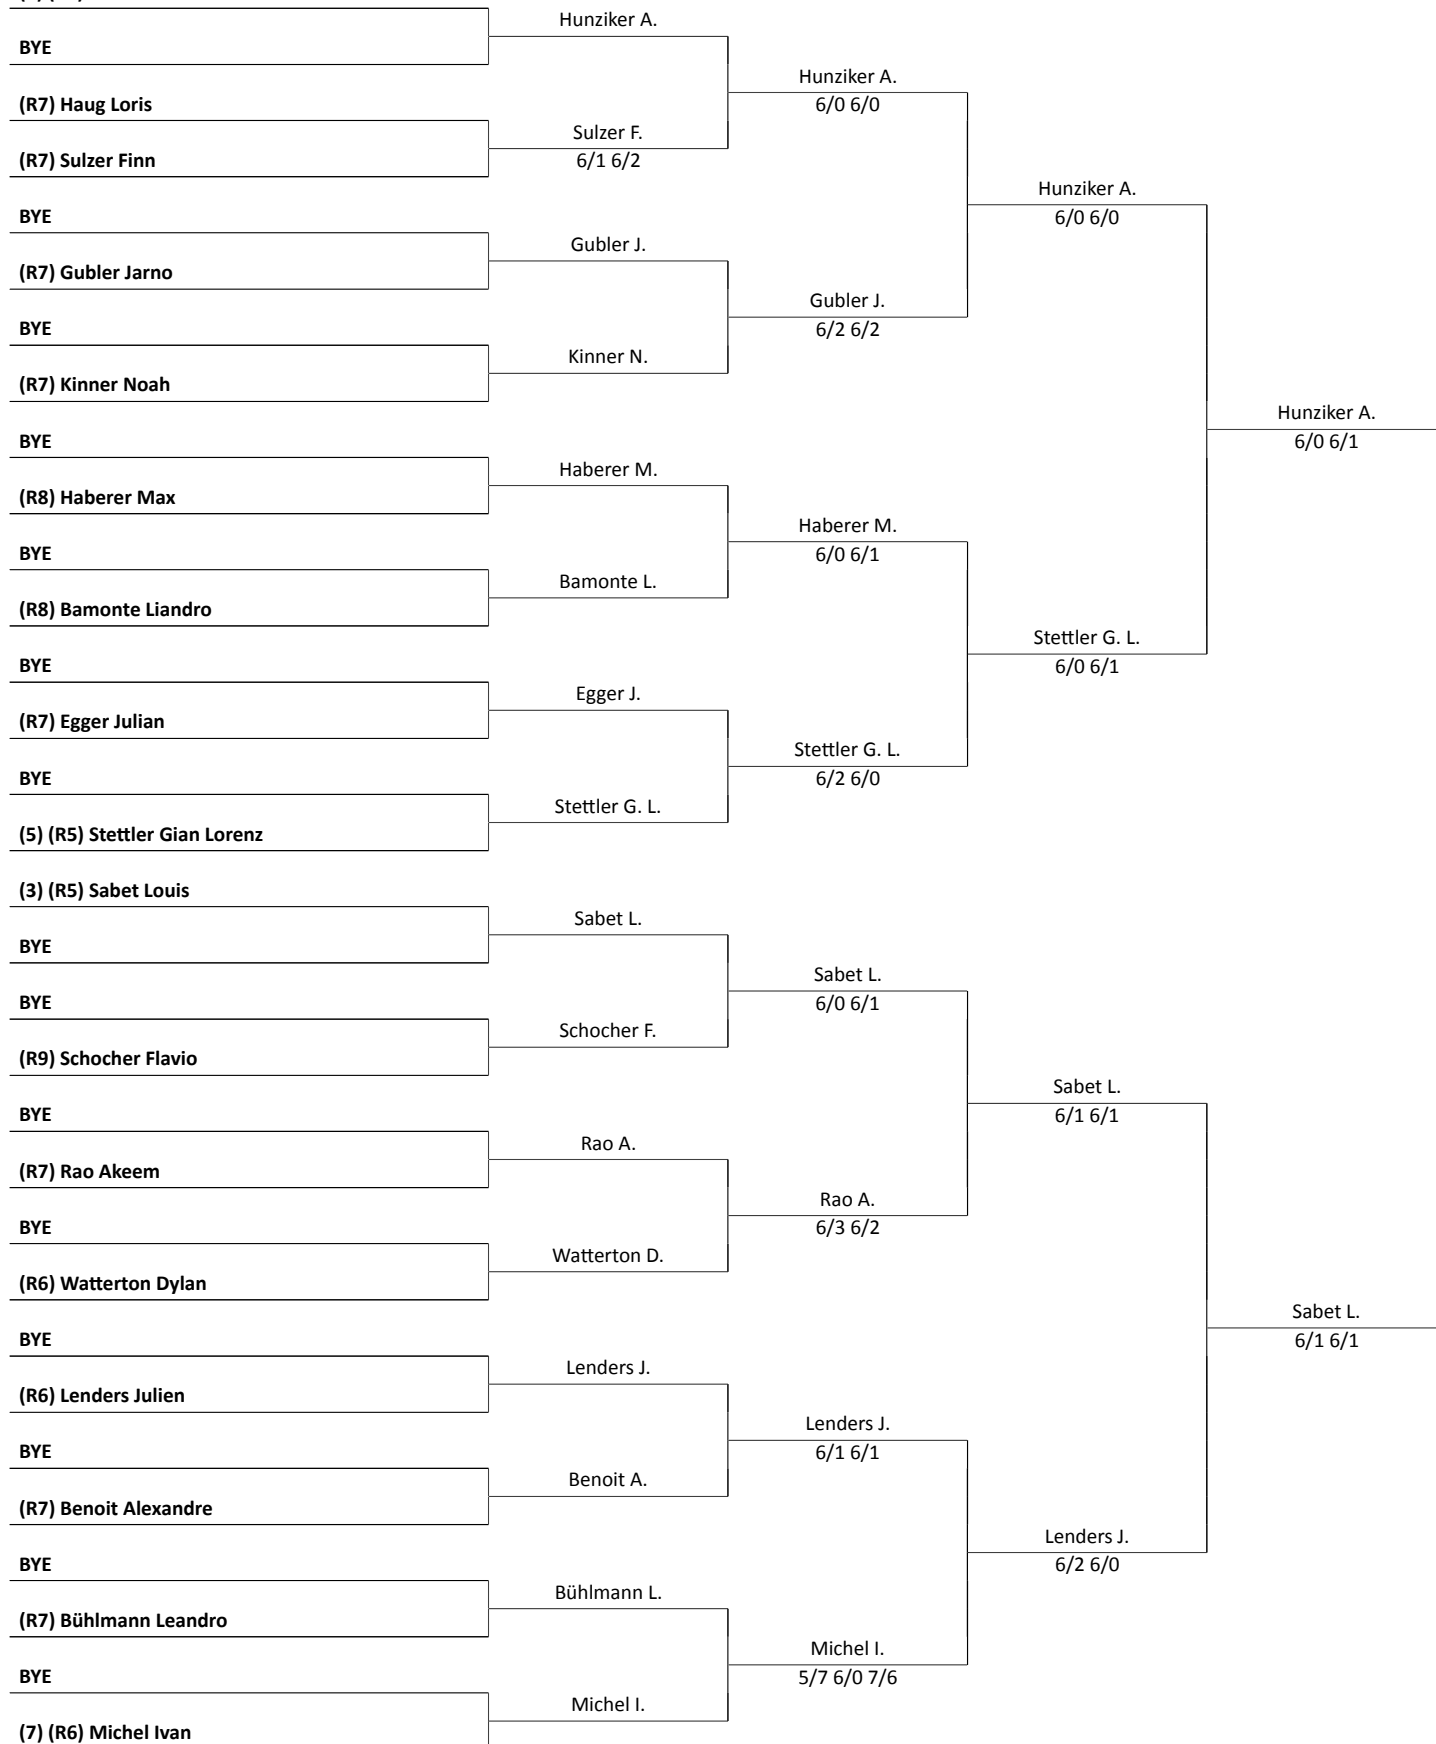 Hunziker A.
BYE
Hunziker A.
(R7) Haug Loris
6/0 6/0
Sulzer F.
(R7) Sulzer Finn
6/1 6/2
Hunziker A.
BYE
6/0 6/0
Gubler J.
(R7) Gubler Jarno
Gubler J.
BYE
6/2 6/2
Kinner N.
(R7) Kinner Noah
Hunziker A.
BYE
6/0 6/1
Haberer M.
(R8) Haberer Max
Haberer M.
BYE
6/0 6/1
Bamonte L.
(R8) Bamonte Liandro
Stettler G. L.
BYE
6/0 6/1
Egger J.
(R7) Egger Julian
Stettler G. L.
BYE
6/2 6/0
Stettler G. L.
(5) (R5) Stettler Gian Lorenz
(3) (R5) Sabet Louis
Sabet L.
BYE
Sabet L.
BYE
6/0 6/1
Schocher F.
(R9) Schocher Flavio
Sabet L.
BYE
6/1 6/1
Rao A.
(R7) Rao Akeem
Rao A.
BYE
6/3 6/2
Watterton D.
(R6) Watterton Dylan
Sabet L.
BYE
6/1 6/1
Lenders J.
(R6) Lenders Julien
Lenders J.
BYE
6/1 6/1
Benoit A.
(R7) Benoit Alexandre
Lenders J.
BYE
6/2 6/0
Bühlmann L.
(R7) Bühlmann Leandro
Michel I.
BYE
5/7 6/0 7/6
Michel I.
(7) (R6) Michel Ivan